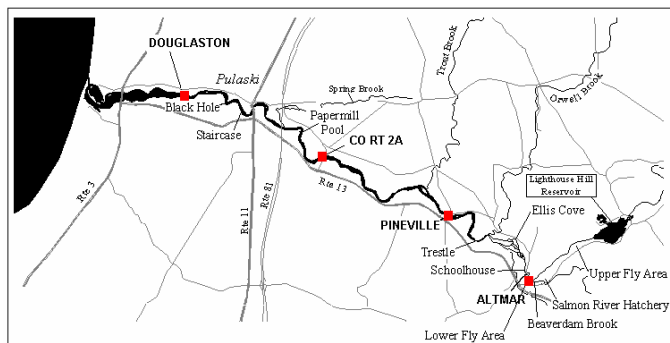 DOUGLASTON
Pulaski
Black Hole
Staircase
Spring Brook
Papermill
Pool
CO RT 2A
Trout Brook
Orwell Brook
Lighthouse Hill
Reservoir
Ellis Cove
Rte 3
Rte 11
Rte 81
Rte 13
PINEVILLE
Trestle
Schoolhouse
Upper Fly Area
ALTMAR
Salmon River Hatchery
Beaverdam Brook
Lower Fly Area